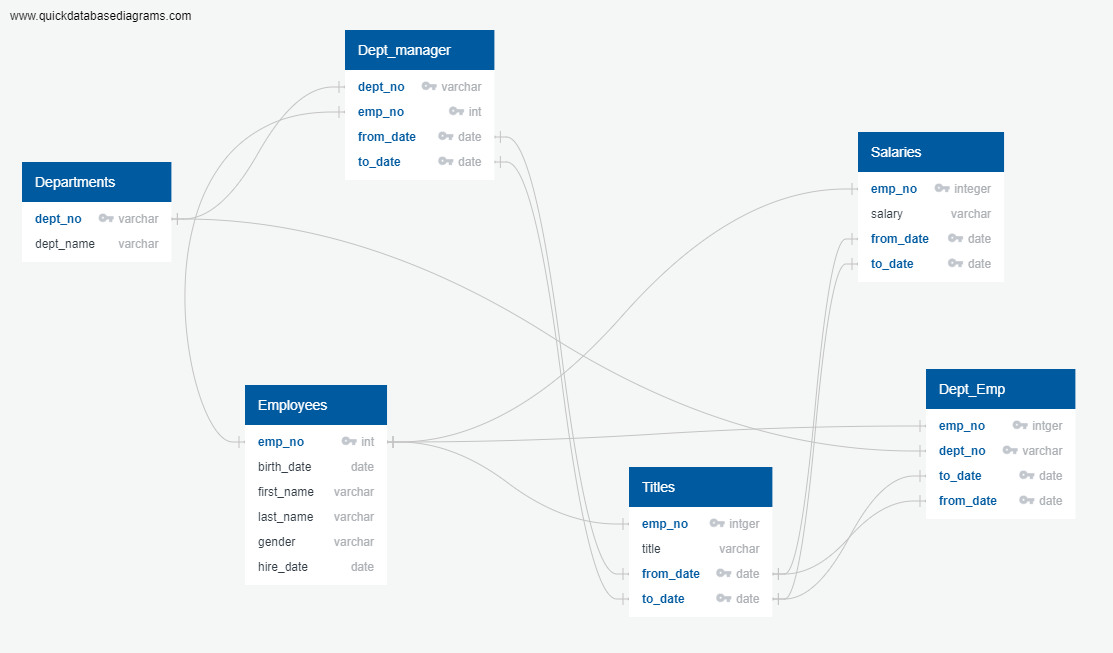 www.quickdatabasediagrams.com
Dept_manager
dept_no varchar
emp_no int
from_date date
to_date date
Departments
dept_no varchar
dept_name varchar
Salaries
emp_no integer
salary varchar
from_date date
to_date date
Employees
emp_no int
birth_date date
first_name varchar
last_name varchar
gender varchar
hire_date date
Titles
emp_no intger
title varchar
from_date date
to_date date
Dept_Emp
emp_no intger
dept_no varchar
to_date date
from_date date